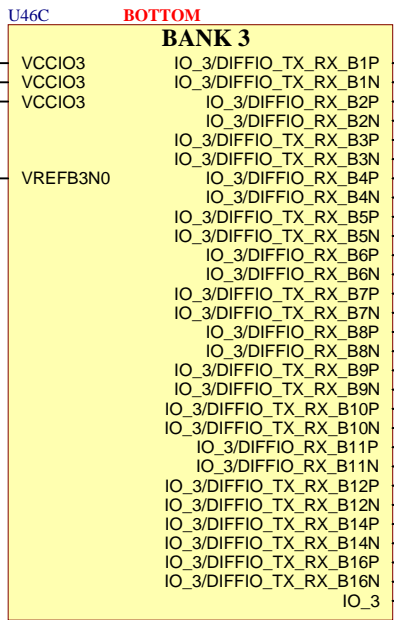 U46C BOTTOM
BANK 3
VCCIO3 IO_3/DIFFIO_TX_RX_B1P
VCCIO3 IO_3/DIFFIO_TX_RX_B1N
VCCIO3 IO_3/DIFFIO_RX_B2P
IO_3/DIFFIO_RX_B2N
IO_3/DIFFIO_TX_RX_B3P
IO_3/DIFFIO_TX_RX_B3N
VREFB3N0 IO_3/DIFFIO_RX_B4P
IO_3/DIFFIO_RX_B4N
IO_3/DIFFIO_TX_RX_B5P
IO_3/DIFFIO_TX_RX_B5N
IO_3/DIFFIO_RX_B6P
IO_3/DIFFIO_RX_B6N
IO_3/DIFFIO_TX_RX_B7P
IO_3/DIFFIO_TX_RX_B7N
IO_3/DIFFIO_RX_B8P
IO_3/DIFFIO_RX_B8N
IO_3/DIFFIO_TX_RX_B9P
IO_3/DIFFIO_TX_RX_B9N
IO_3/DIFFIO_TX_RX_B10P
IO_3/DIFFIO_TX_RX_B10N
IO_3/DIFFIO_RX_B11P
IO_3/DIFFIO_RX_B11N
IO_3/DIFFIO_TX_RX_B12P
IO_3/DIFFIO_TX_RX_B12N
IO_3/DIFFIO_TX_RX_B14P
IO_3/DIFFIO_TX_RX_B14N
IO_3/DIFFIO_TX_RX_B16P
IO_3/DIFFIO_TX_RX_B16N
IO_3